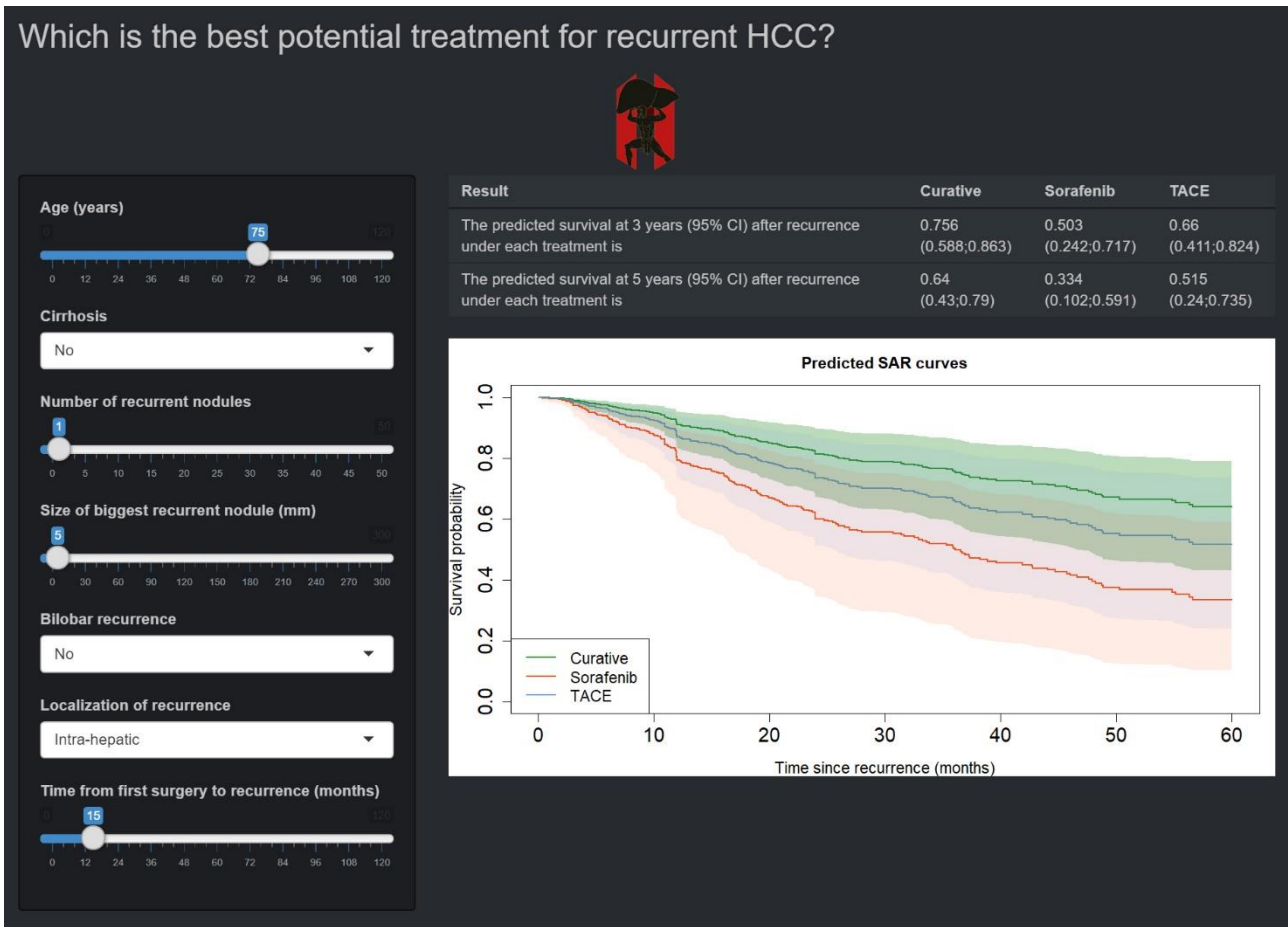 Which is the best potential treatment for recurrent HCC?
Age (years)
0 75 120
0 12 24 36 48 60 72 84 96 108 120
Cirrhosis
No
Number of recurrent nodules
1 50
0 5 10 15 20 25 30 35 40 45 50
Size of biggest recurrent nodule (mm)
5 300
0 30 60 90 120 150 180 210 240 270 300
Bilobar recurrence
No
Localization of recurrence
Intra-hepatic
Time from first surgery to recurrence (months)
0 15 120
0 12 24 36 48 60 72 84 96 108 120
Result Curative Sorafenib TACE
The predicted survival at 3 years (95% CI) after recurrence 0.756 0.503 0.66
under each treatment is (0.588;0.863) (0.242;0.717) (0.411;0.824)
The predicted survival at 5 years (95% CI) after recurrence 0.64 0.334 0.515
under each treatment is (0.43;0.79) (0.102;0.591) (0.24;0.735)
Predicted SAR curves
Survival probability
1.0
0.8
0.6
0.4
0.2
0.0
Curative
Sorafenib
TACE
0 10 20 30 40 50 60
Time since recurrence (months)